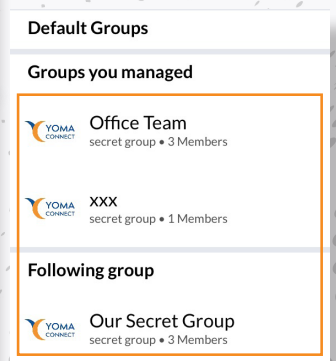 Default Groups
Groups you managed
YOMA
CONNECT
Office Team
secret group • 3 Members
YOMA
CONNECT
xxx
secret group • 1 Members
Following group
YOMA
CONNECT
Our Secret Group
secret group • 3 Members